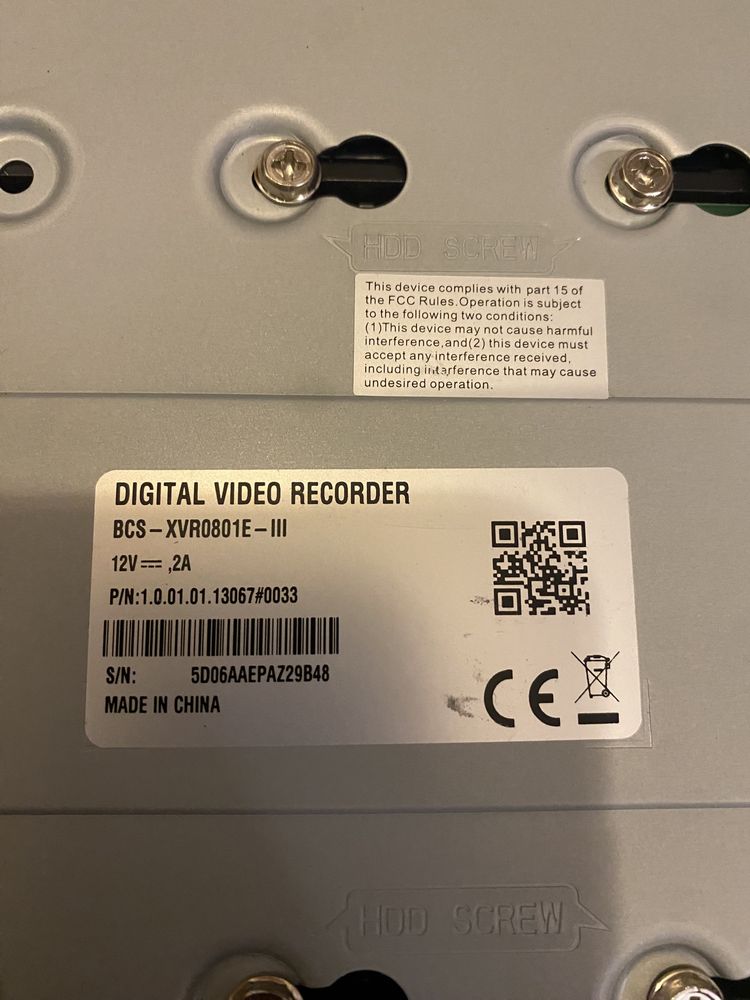 HDD SCREW
This device complies with part 15 of
the FCC Rules.Operation is subject
to the following two conditions:
(1)This device may not cause harmful
interference,and(2) this device must
accept any interference received,
including interference that may cause
undesired operation.
DIGITAL VIDEO RECORDER
BCS-XVR0801E-III
12V⎓,2A
P/N:1.0.01.01.13067#0033
S/N: 5D06AAEPAZ29B48
MADE IN CHINA
CE
HDD SCREW